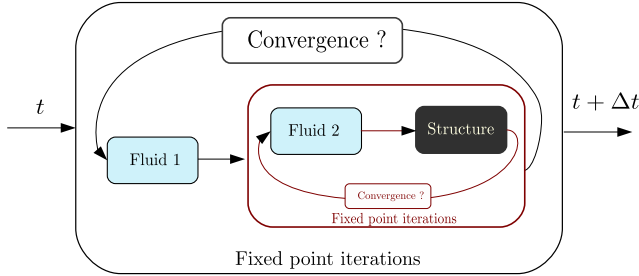 Convergence ?
t
t + Δt
Fluid 1
Fluid 2
Structure
Convergence ?
Fixed point iterations
Fixed point iterations